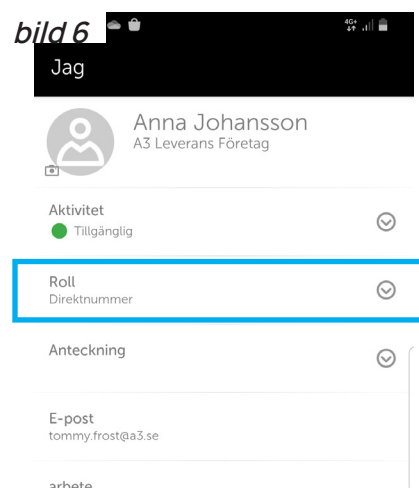 bild 6
4G+
Jag
Anna Johansson
A3 Leverans Företag
Aktivitet
Tillgänglig
Roll
Direktnummer
Anteckning
E-post
tommy.frost@a3.se
arbete